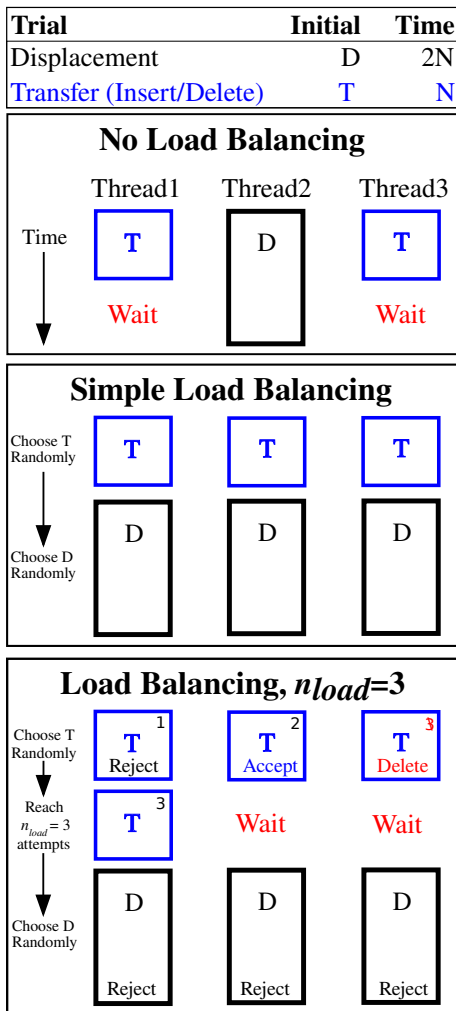 Trial Initial Time
Displacement D 2N
Transfer (Insert/Delete) T N
No Load Balancing
Thread1 Thread2 Thread3
Time
T D T
Wait Wait
Simple Load Balancing
Choose T
Randomly
T T T
Choose D
Randomly
D D D
Load Balancing, nload=3
Choose T
Randomly
1 2
T T T
Reject Accept Delete
Reach
nload = 3
attempts
3
T Wait Wait
Choose D
Randomly
D D D
Reject Reject Reject